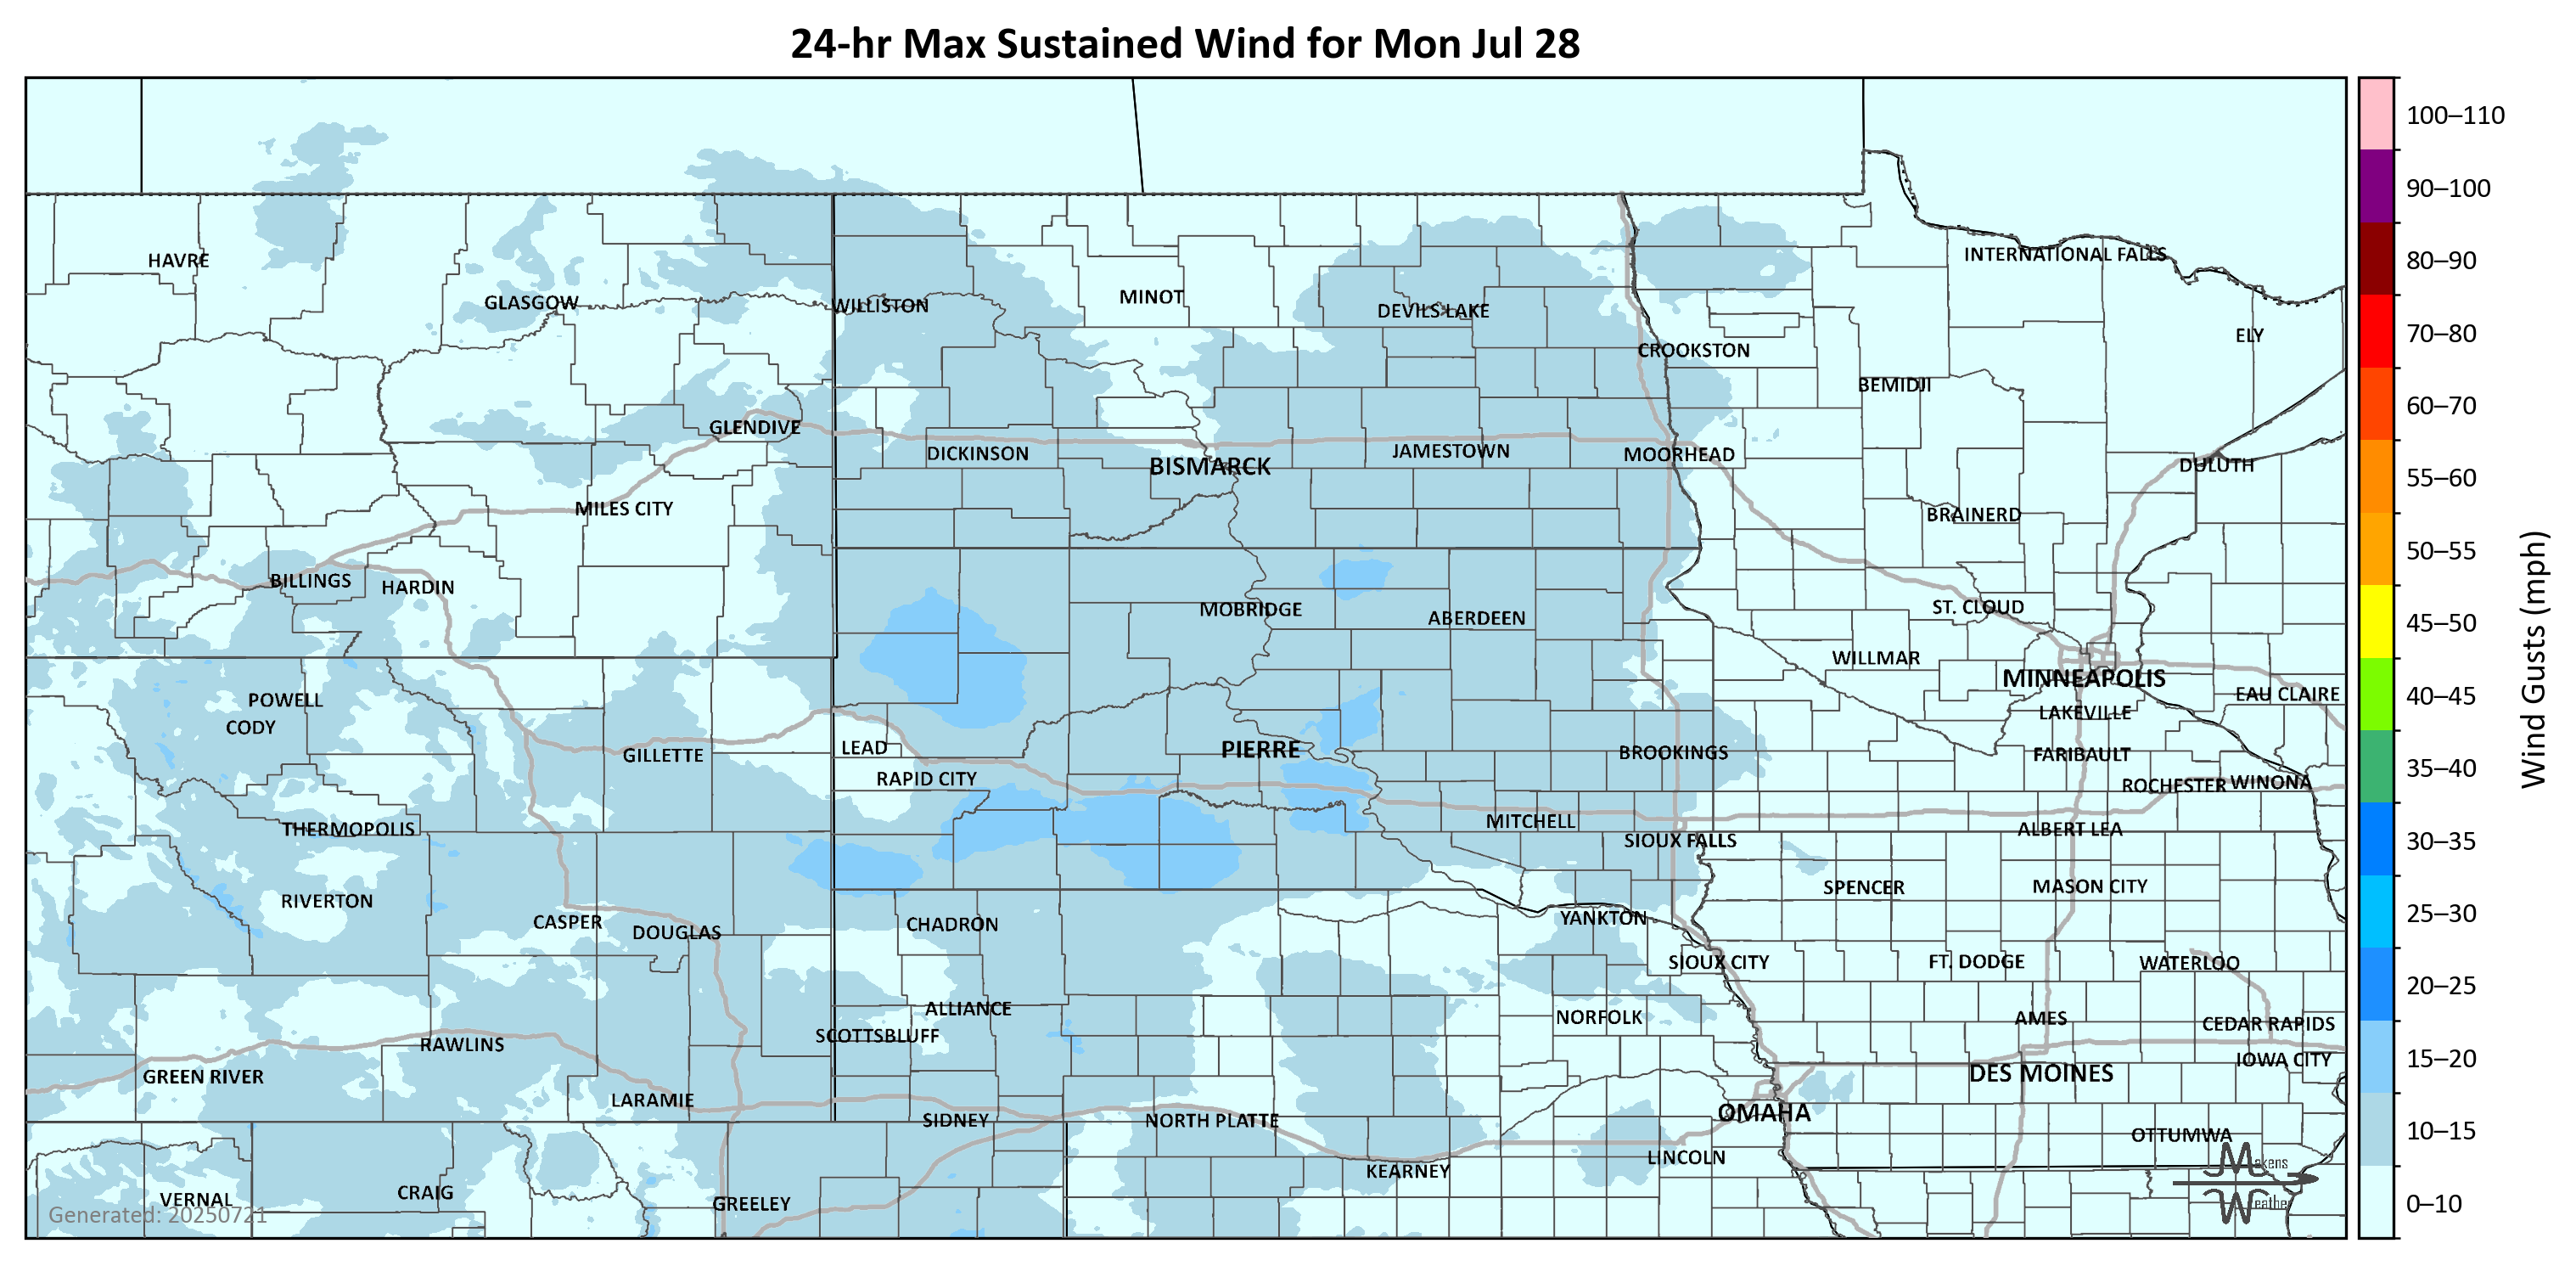 24-hr Max Sustained Wind for Mon Jul 28
100–110
90–100
80–90
70–80
60–70
55–60
50–55
45–50
40–45
35–40
30–35
25–30
20–25
15–20
10–15
0–10
Wind Gusts (mph)
HAVRE
INTERNATIONAL FALLS
GLASGOW
WILLISTON
MINOT
DEVILS LAKE
ELY
CROOKSTON
BEMIDJI
GLENDIVE
DICKINSON
BISMARCK
JAMESTOWN
MOORHEAD
DULUTH
MILES CITY
BRAINERD
BILLINGS
HARDIN
MOBRIDGE
ABERDEEN
ST. CLOUD
WILLMAR
MINNEAPOLIS
POWELL
EAU CLAIRE
CODY
LAKEVILLE
GILLETTE
LEAD
PIERRE
BROOKINGS
FARIBAULT
RAPID CITY
ROCHESTER
WINONA
THERMOPOLIS
MITCHELL
ALBERT LEA
SIOUX FALLS
RIVERTON
SPENCER
MASON CITY
CASPER
DOUGLAS
CHADRON
YANKTON
SIOUX CITY
FT. DODGE
WATERLOO
ALLIANCE
NORFOLK
AMES
CEDAR RAPIDS
SCOTTSBLUFF
RAWLINS
IOWA CITY
GREEN RIVER
DES MOINES
LARAMIE
SIDNEY
NORTH PLATTE
OMAHA
OTTUMWA
LINCOLN
KEARNEY
VERNAL
CRAIG
GREELEY
Generated: 20250721
Makens
Weather